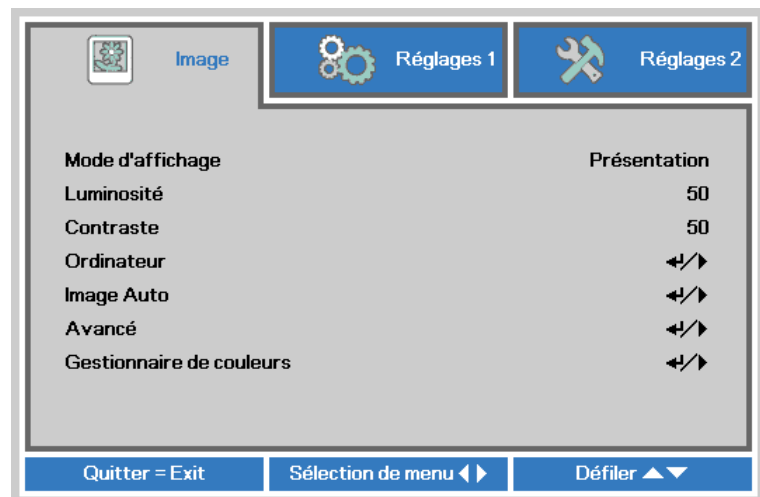 Image
Réglages 1
Réglages 2
Mode d'affichage Présentation
Luminosité 50
Contraste 50
Ordinateur
Image Auto
Avancé
Gestionnaire de couleurs
Quitter = Exit
Sélection de menu
Défiler